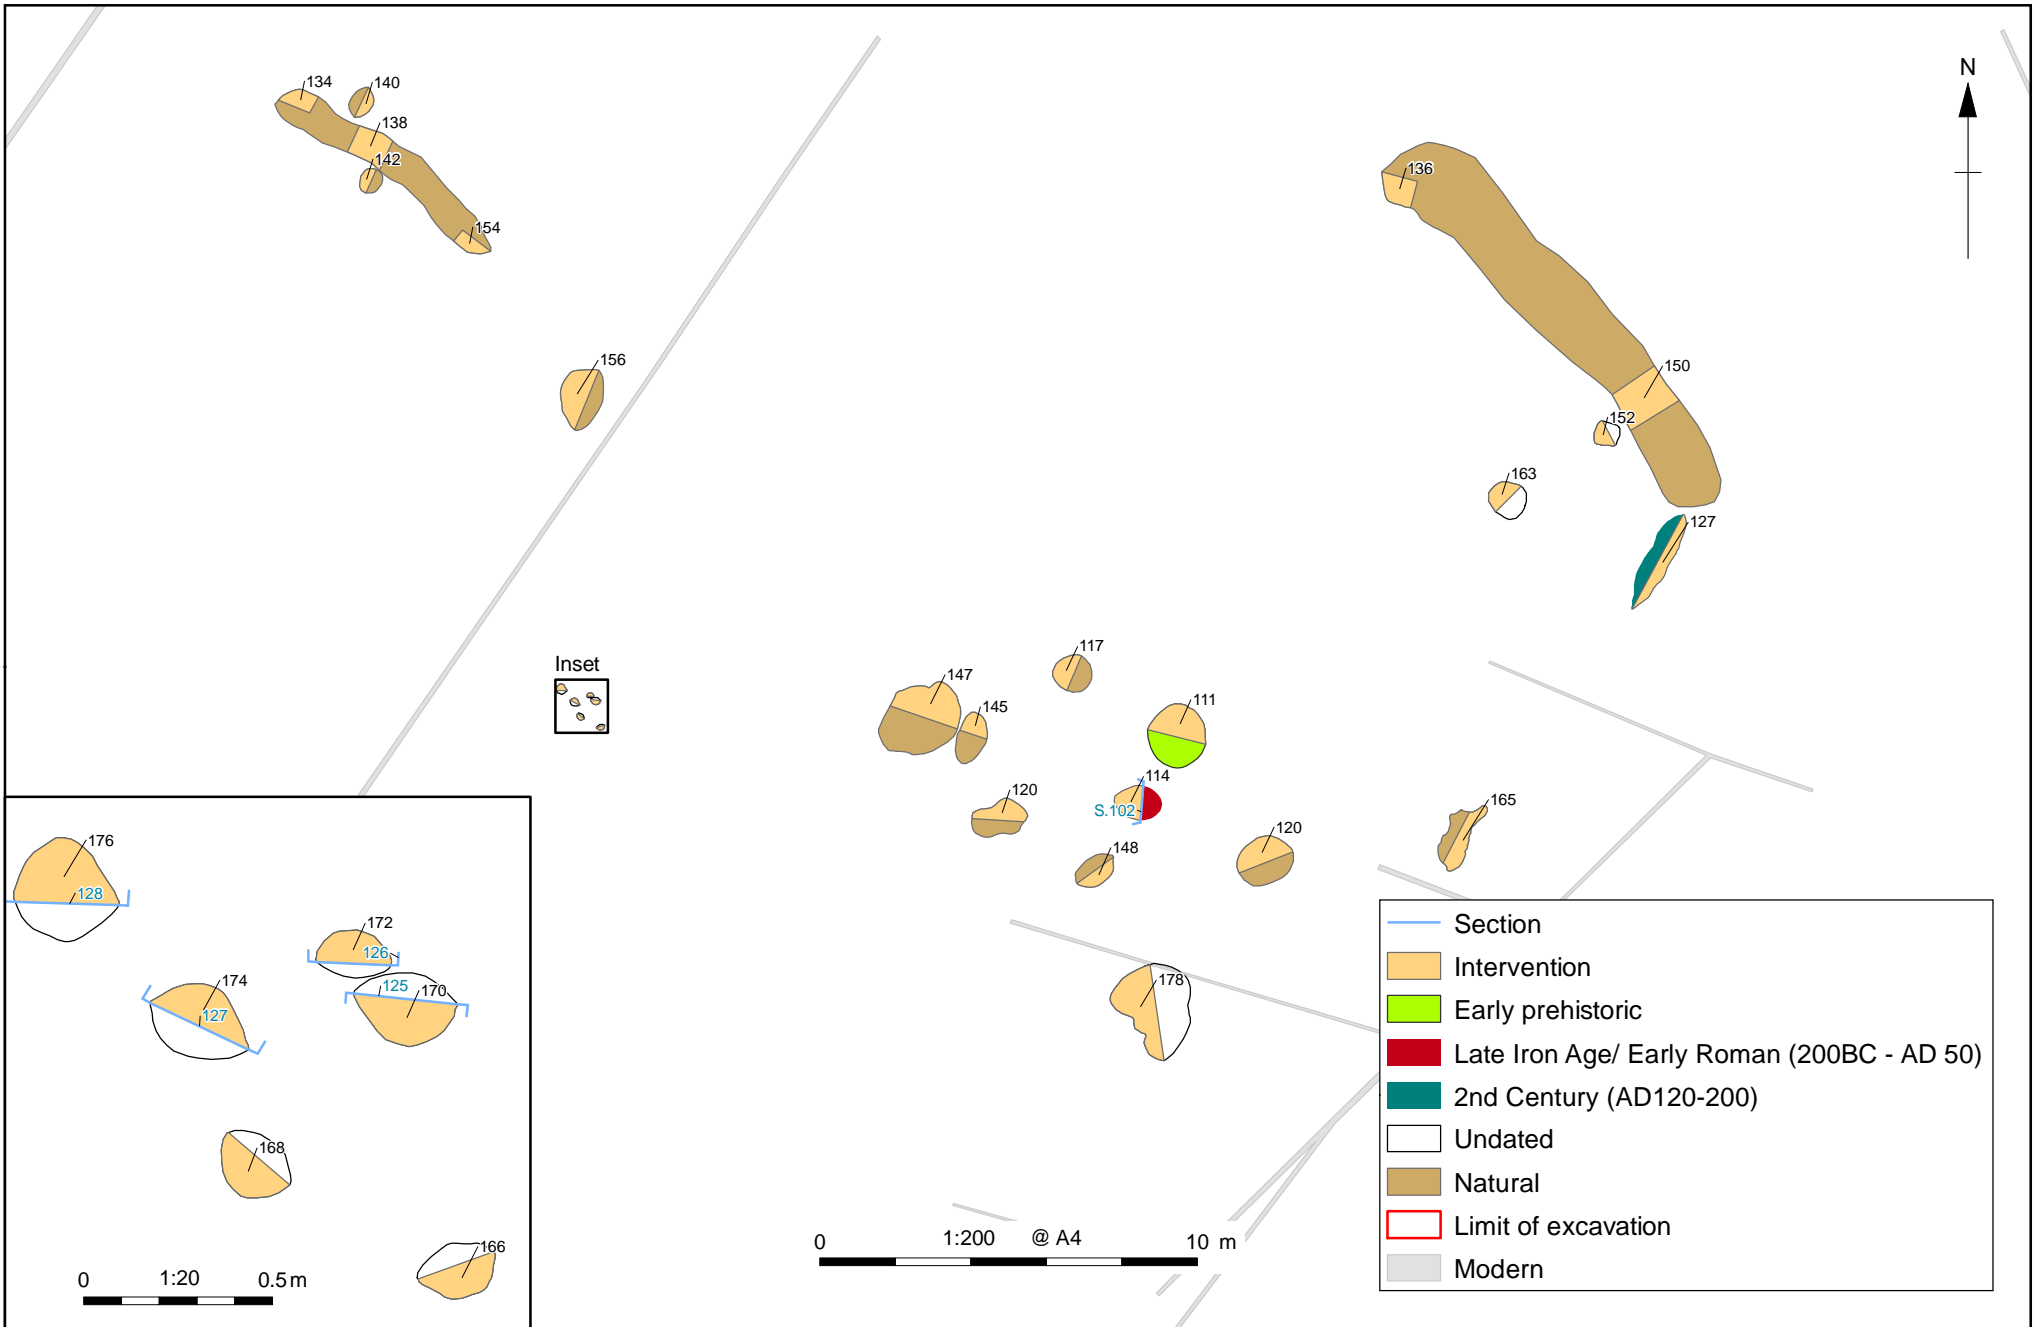 134
140
138
142
154
156
N
136
150
152
163
127
Inset
117
147
145
111
114
S.102
120
148
120
165
178
176
128
172
126
174
127
125
170
168
166
0 1:20 0.5m
0 1:200 @ A4 10 m
Section
Intervention
Early prehistoric
Late Iron Age/ Early Roman (200BC - AD 50)
2nd Century (AD120-200)
Undated
Natural
Limit of excavation
Modern